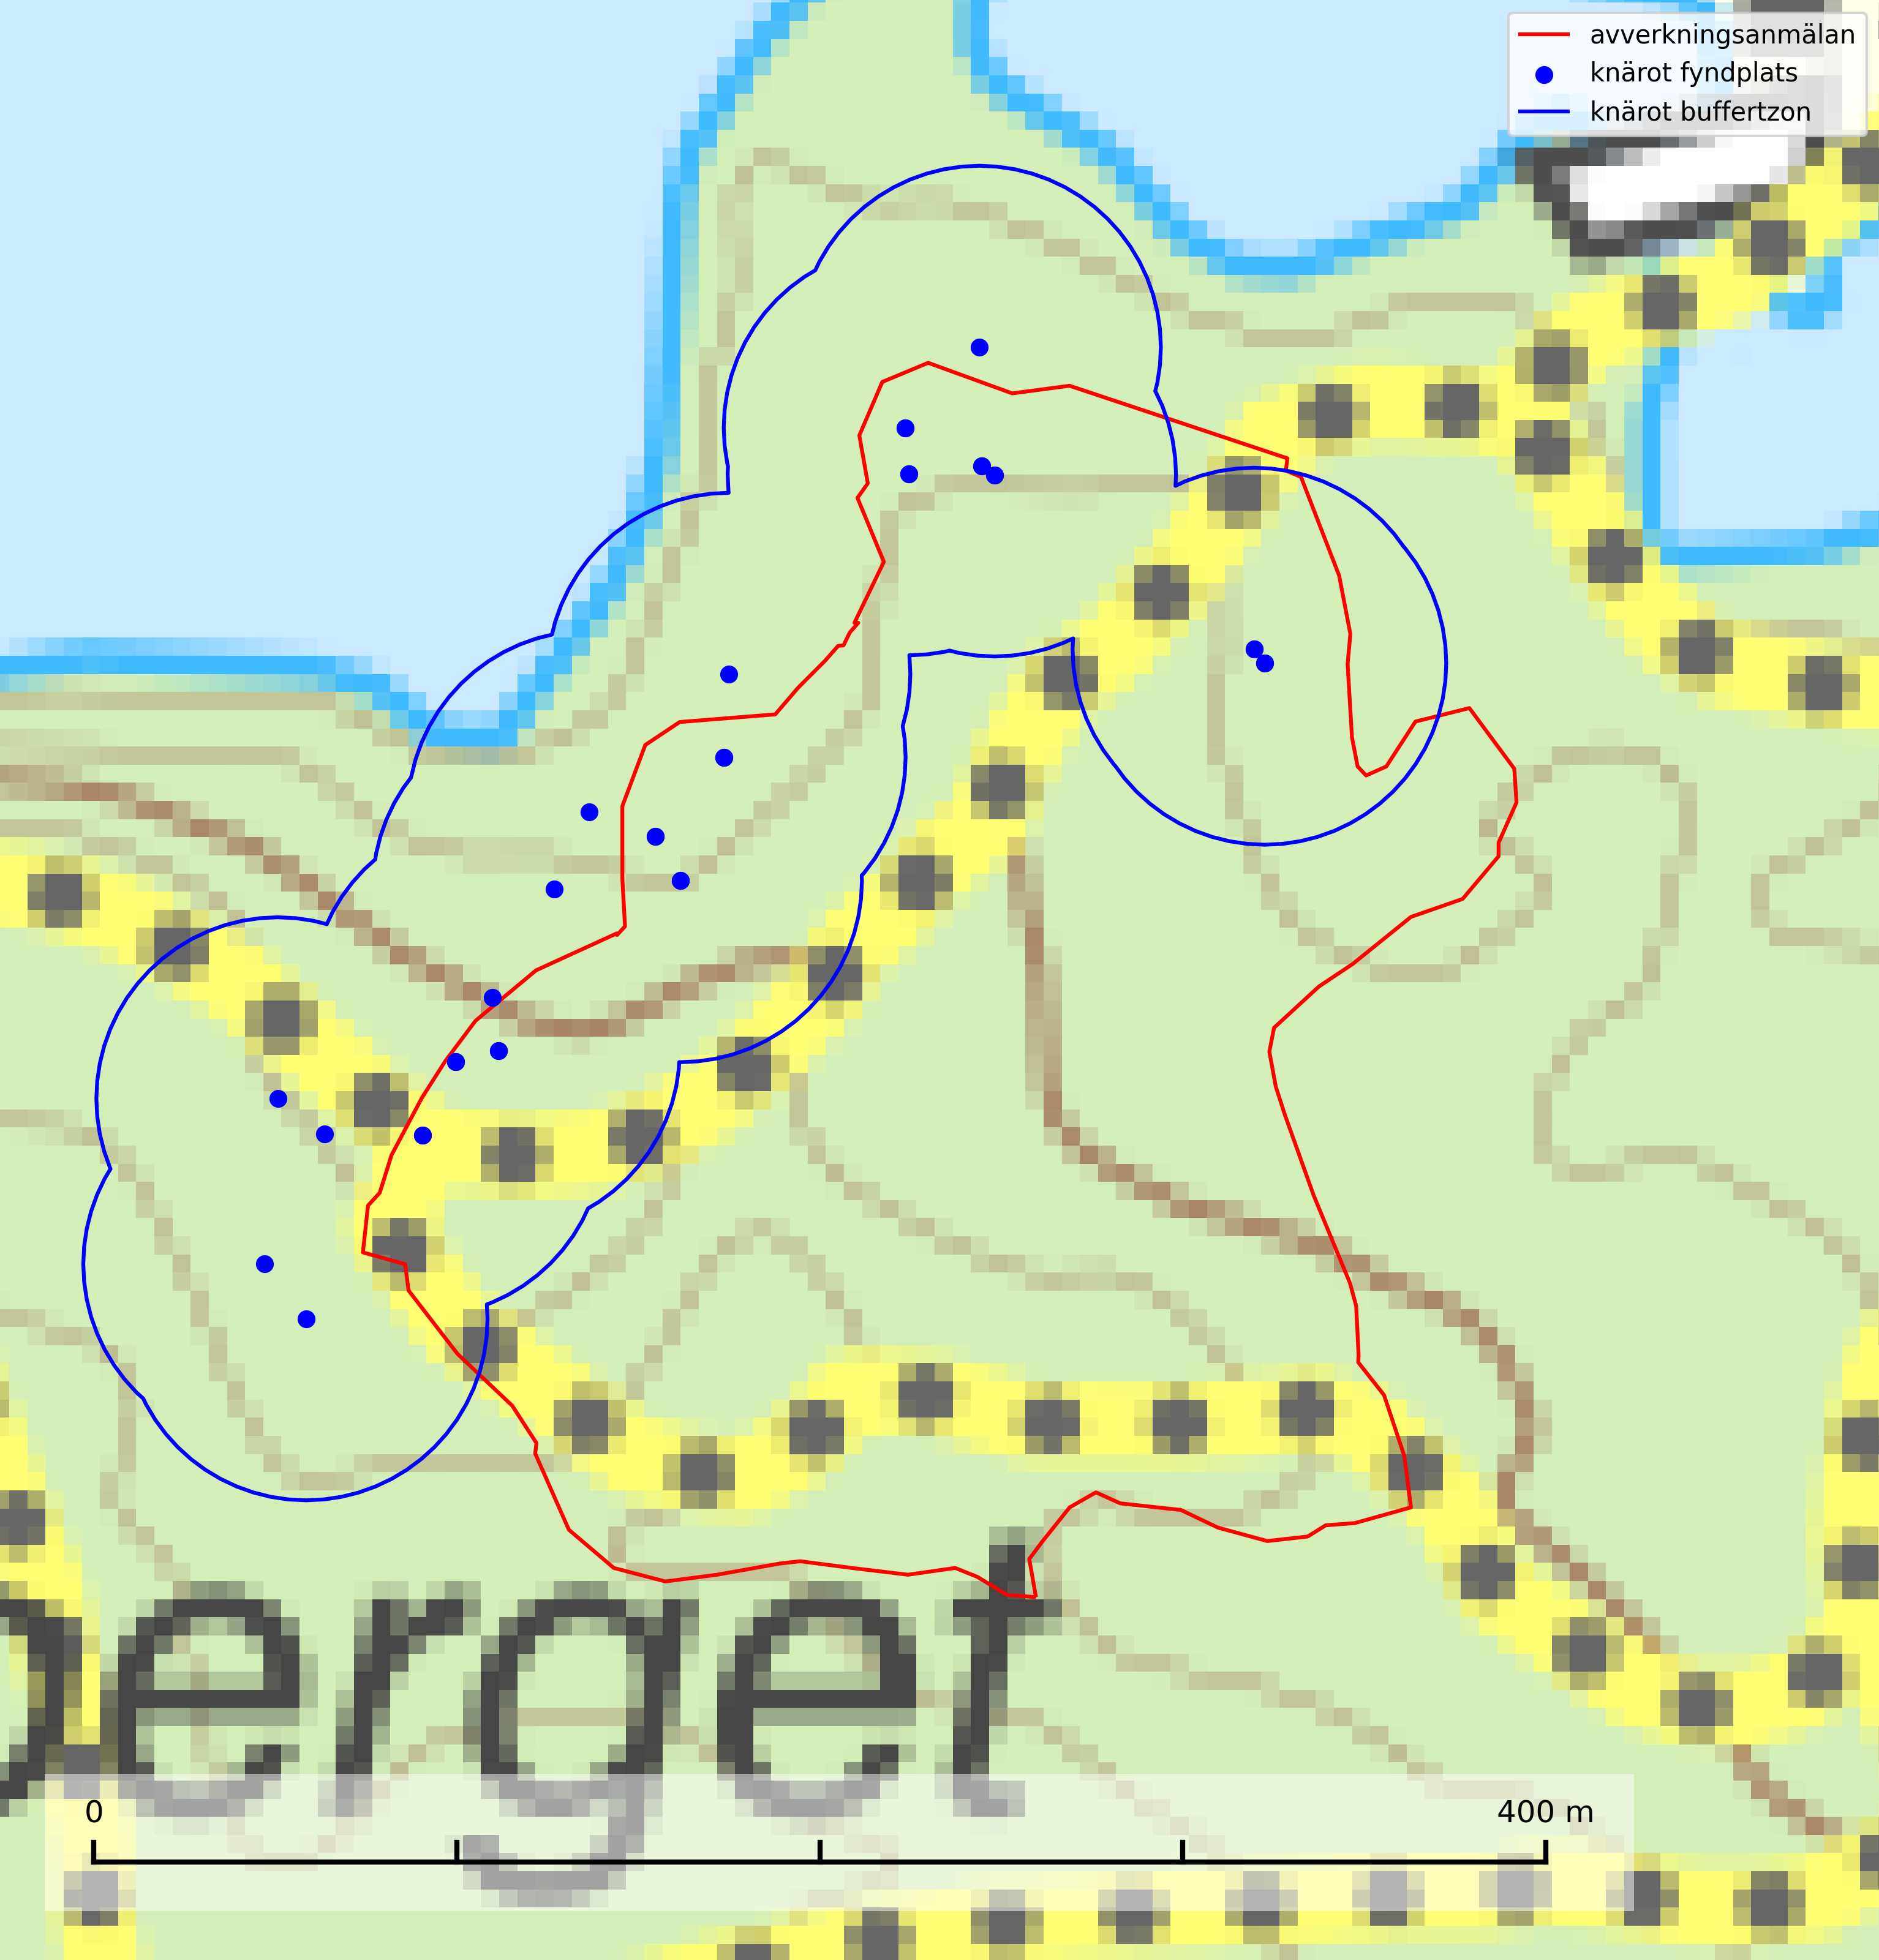 avverkningsanmälan
knärot fyndplats
knärot buffertzon
erget
0 400 m